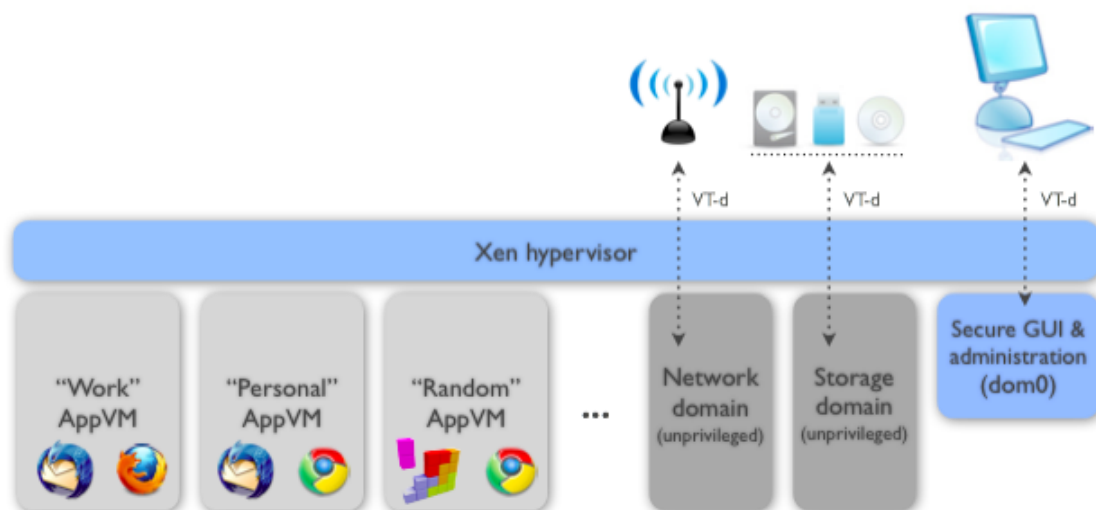 VT-d
VT-d
VT-d
Xen hypervisor
“Work”
AppVM
“Personal”
AppVM
“Random”
AppVM
...
Network
domain
(unprivileged)
Storage
domain
(unprivileged)
Secure GUI &
administration
(dom0)